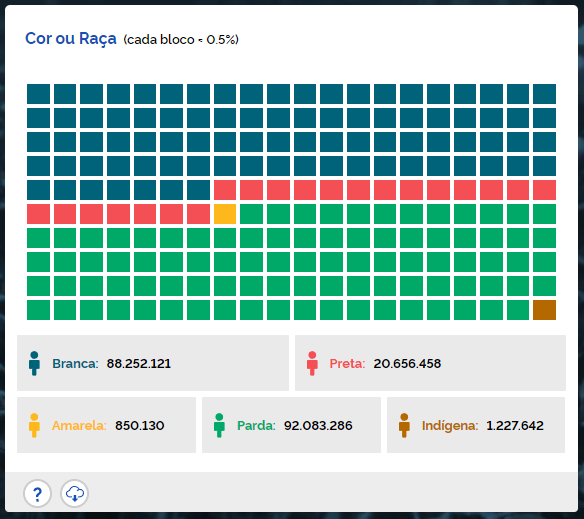 Cor ou Raça (cada bloco ≈ 0.5%)
Branca: 88.252.121
Preta: 20.656.458
Amarela: 850.130
Parda: 92.083.286
Indígena: 1.227.642
?